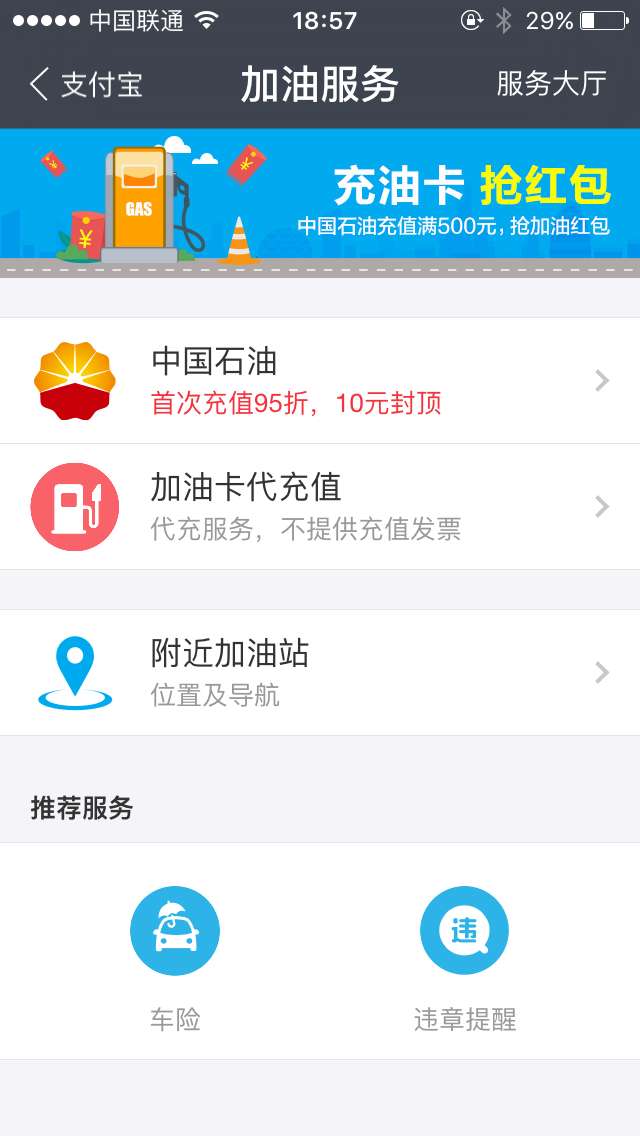 中国联通 18:57 29%
支付宝 加油服务 服务大厅
GAS
充油卡 抢红包
中国石油充值满500元，抢加油红包
中国石油
首次充值95折，10元封顶
加油卡代充值
代充服务，不提供充值发票
附近加油站
位置及导航
推荐服务
违
车险 违章提醒